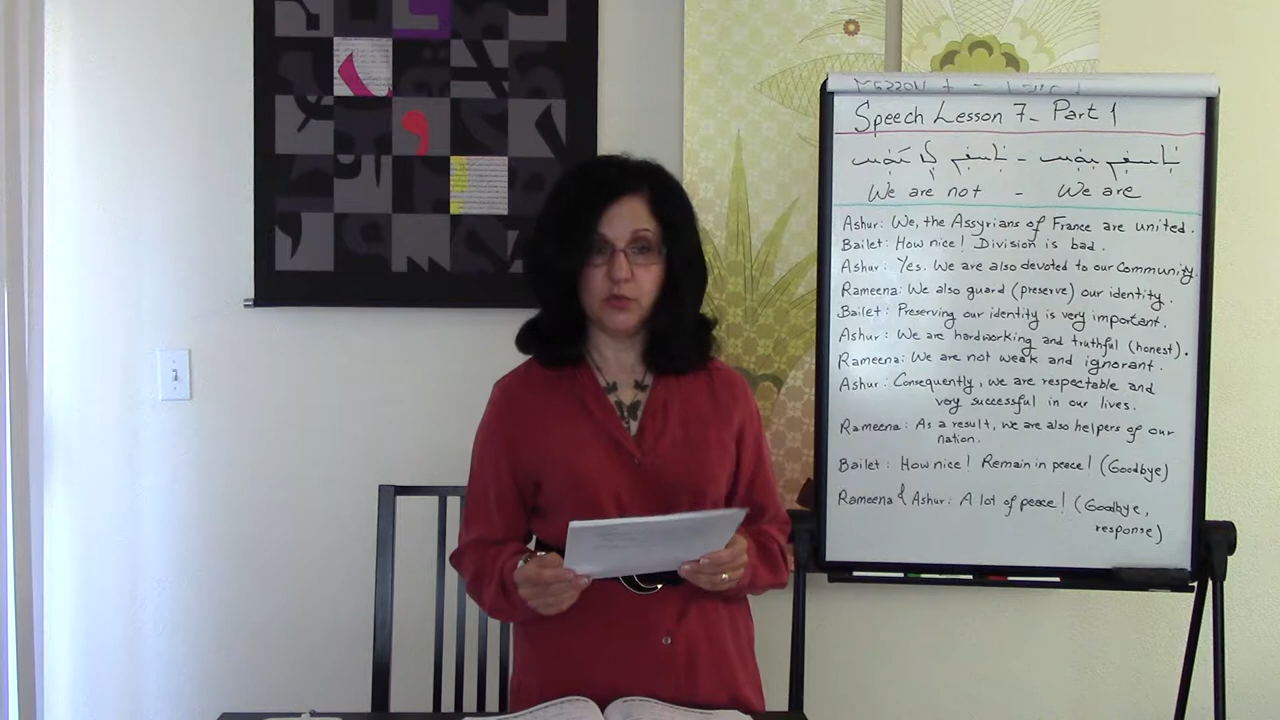 Speech Lesson 7 - Part 1
We are not - We are
Ashur: We, the Assyrians of France are united.
Bailet: How nice! Division is bad.
Ashur: Yes. We are also devoted to our Community.
Rameena: We also guard (preserve) our identity.
Bailet: Preserving our identity is very important.
Ashur: We are hardworking and truthful (honest).
Rameena: We are not weak and ignorant.
Ashur: Consequently, we are respectable and
very successful in our lives.
Rameena: As a result, we are also helpers of our
nation.
Bailet: How nice! Remain in peace! (Goodbye)
Rameena & Ashur: A lot of peace! (Goodbye,
response)